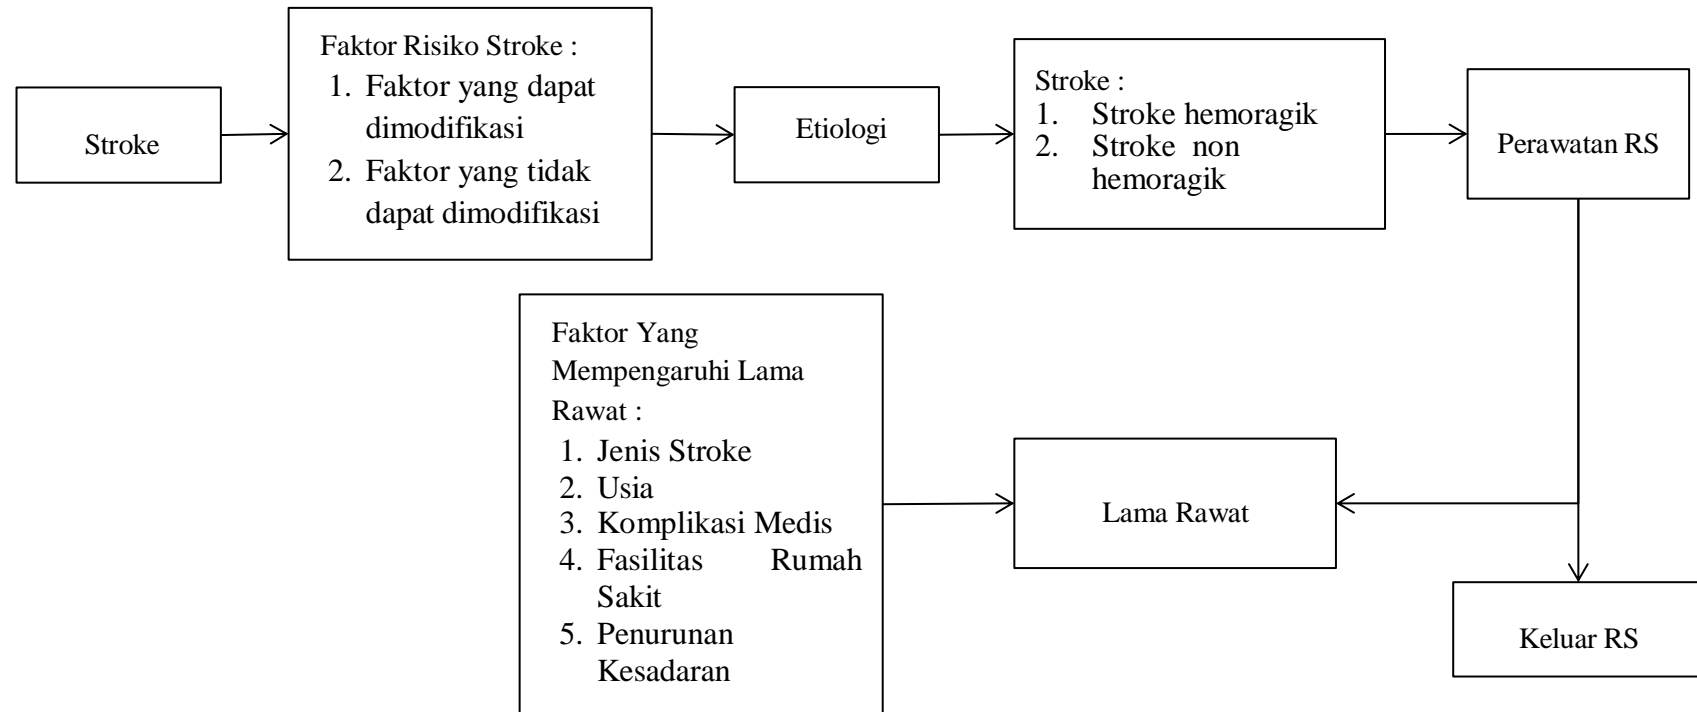 Stroke
Faktor Risiko Stroke :
1. Faktor yang dapat
dimodifikasi
2. Faktor yang tidak
dapat dimodifikasi
Etiologi
Stroke :
1. Stroke hemoragik
2. Stroke non
hemoragik
Perawatan RS
Faktor Yang
Mempengaruhi Lama
Rawat :
1. Jenis Stroke
2. Usia
3. Komplikasi Medis
4. Fasilitas Rumah
Sakit
5. Penurunan
Kesadaran
Lama Rawat
Keluar RS